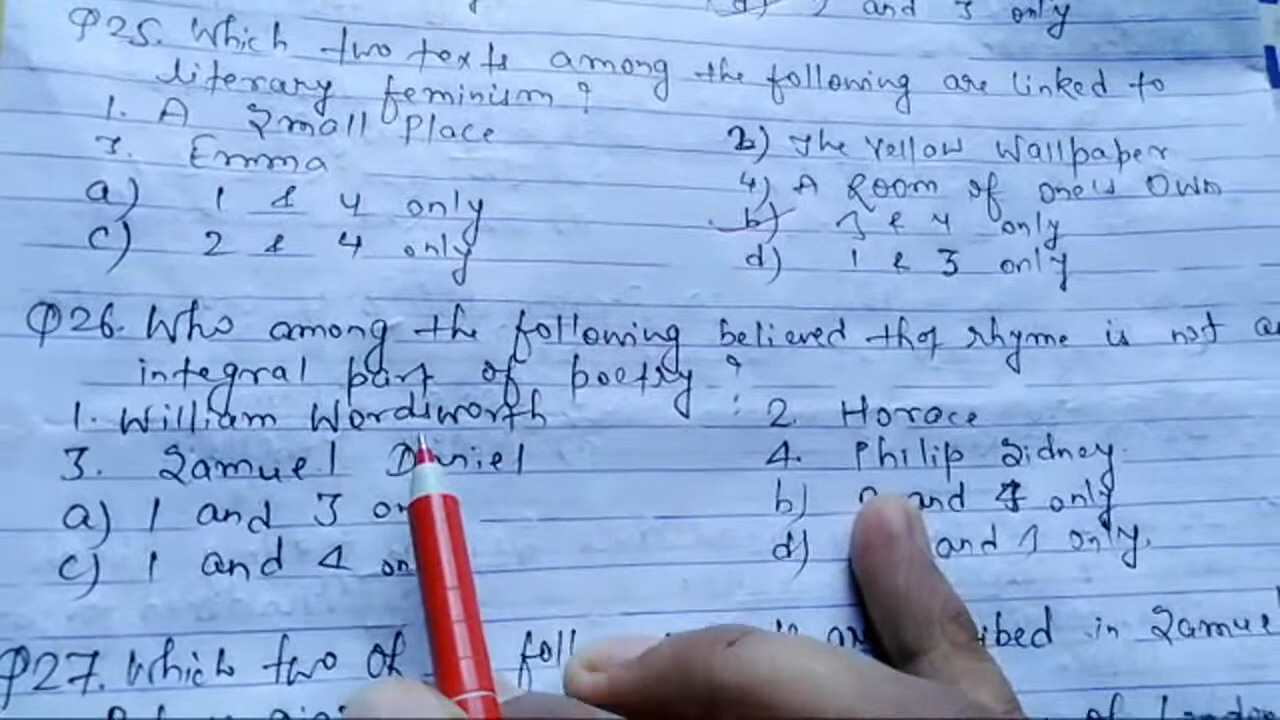 and 3 only
Q25. Which two texts among the following are linked to
literary feminism?
1. A Small Place
2) The Yellow Wallpaper
3. Emma
4) A Room of one's Own
a) 1 & 4 only
b) 3 & 4 only
c) 2 & 4 only
d) 1 & 3 only
Q26. Who among the following believed that rhyme is not a
integral part of poetry?
1. William Wordsworth
2. Horace
3. Samuel Daniel
4. Philip Sidney
a) 1 and 3
b) and 4 only
c) 1 and 4
d) and 1 only.
Q27. Which two of in Samuel
of London